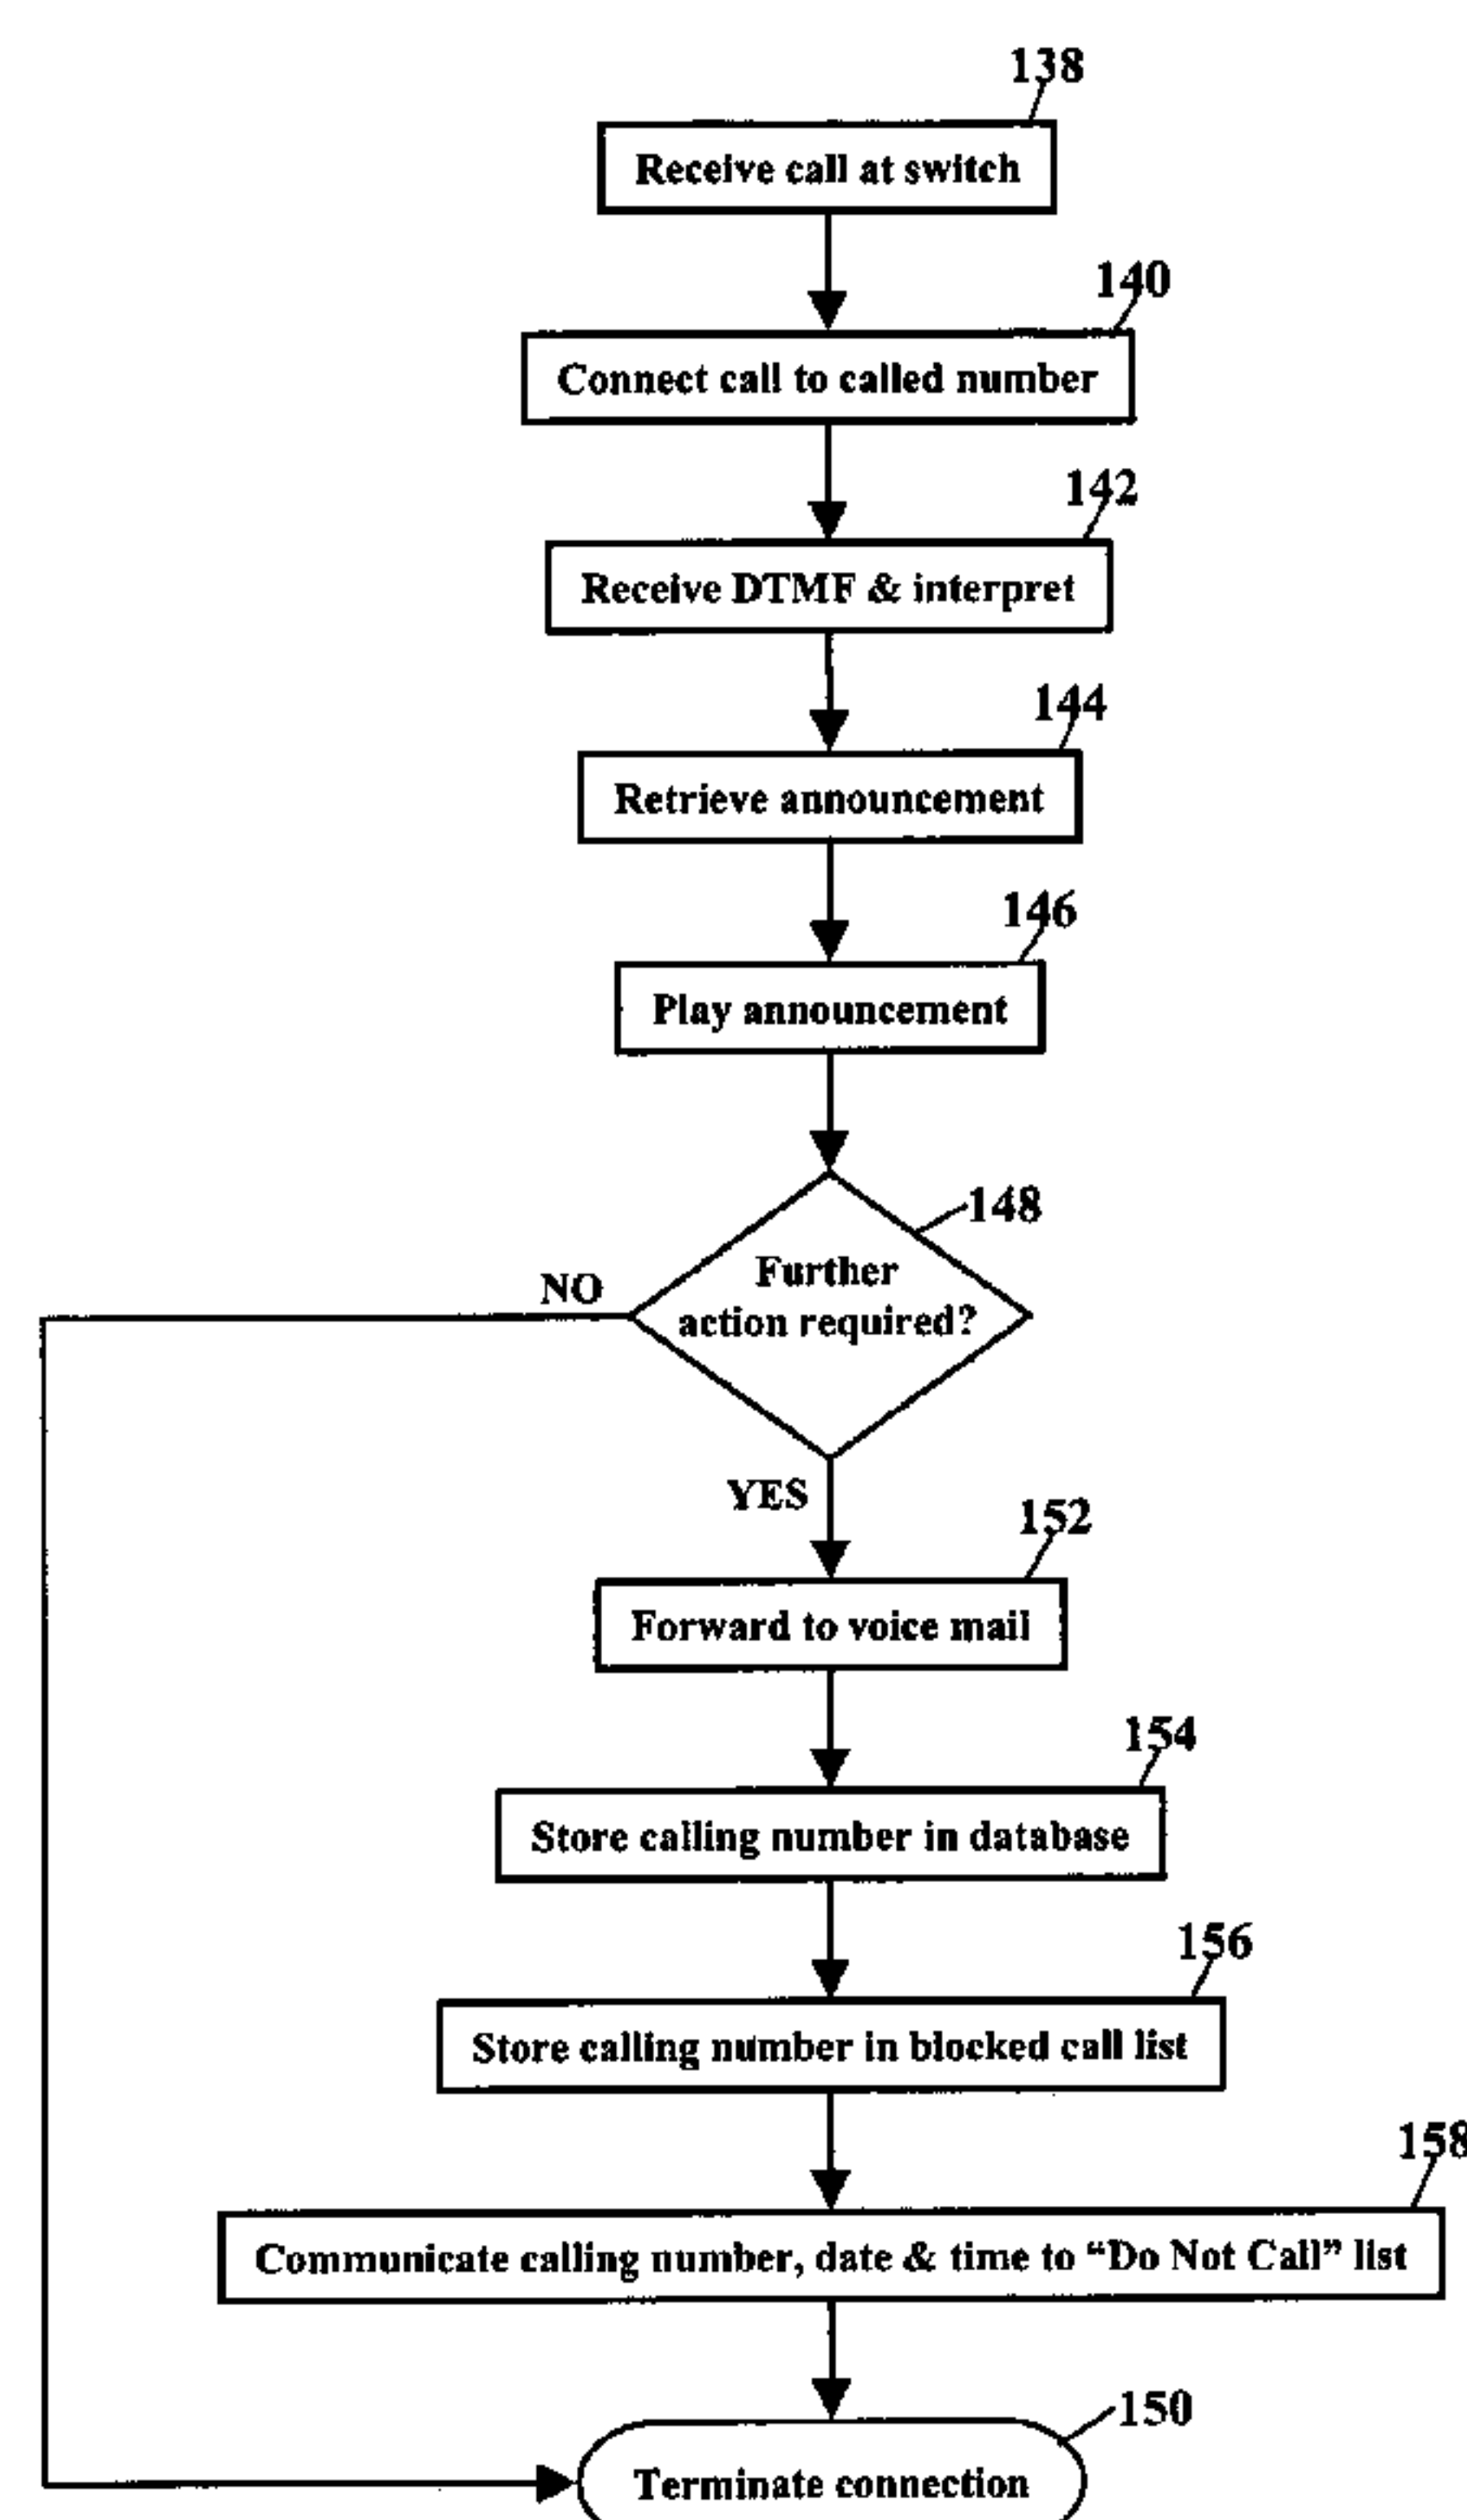 138
Receive call at switch
140
Connect call to called number
142
Receive DTMF & interpret
144
Retrieve announcement
146
Play announcement
148
Further
action required?
NO
YES
152
Forward to voice mail
154
Store calling number in database
156
Store calling number in blocked call list
158
Communicate calling number, date & time to “Do Not Call” list
150
Terminate connection